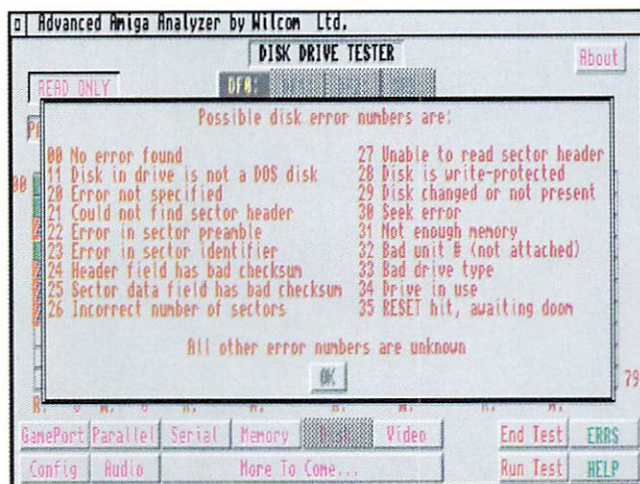 Advanced Amiga Analyzer by Wilcom Ltd.
DISK DRIVE TESTER
About
READ ONLY
DF0:
Possible disk error numbers are:
00 No error found
11 Disk in drive is not a DOS disk
20 Error not specified
21 Could not find sector header
22 Error in sector preamble
23 Error in sector identifier
24 Header field has bad checksum
25 Sector data field has bad checksum
26 Incorrect number of sectors
27 Unable to read sector header
28 Disk is write-protected
29 Disk changed or not present
30 Seek error
31 Not enough memory
32 Bad unit # (not attached)
33 Bad drive type
34 Drive in use
35 RESET hit, awaiting doom
All other error numbers are unknown
OK
00
79
GamePort Parallel Serial Memory Disk Video
End Test ERRS
Config Audio More To Come...
Run Test HELP